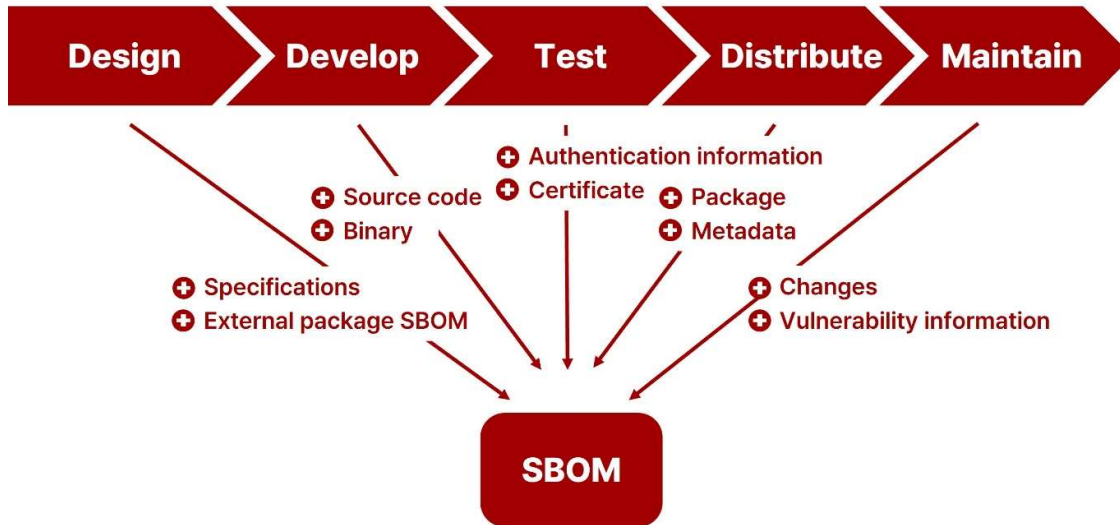 Design
Develop
Test
Distribute
Maintain
Authentication information
Certificate
Source code
Binary
Package
Metadata
Specifications
External package SBOM
Changes
Vulnerability information
SBOM